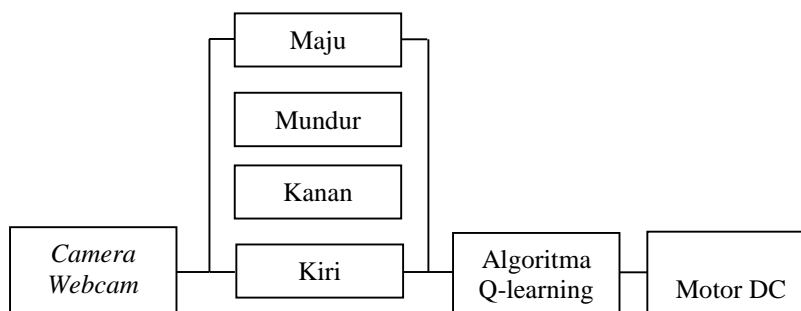 Maju
Mundur
Kanan
Camera
Webcam
Kiri
Algoritma
Q-learning
Motor DC